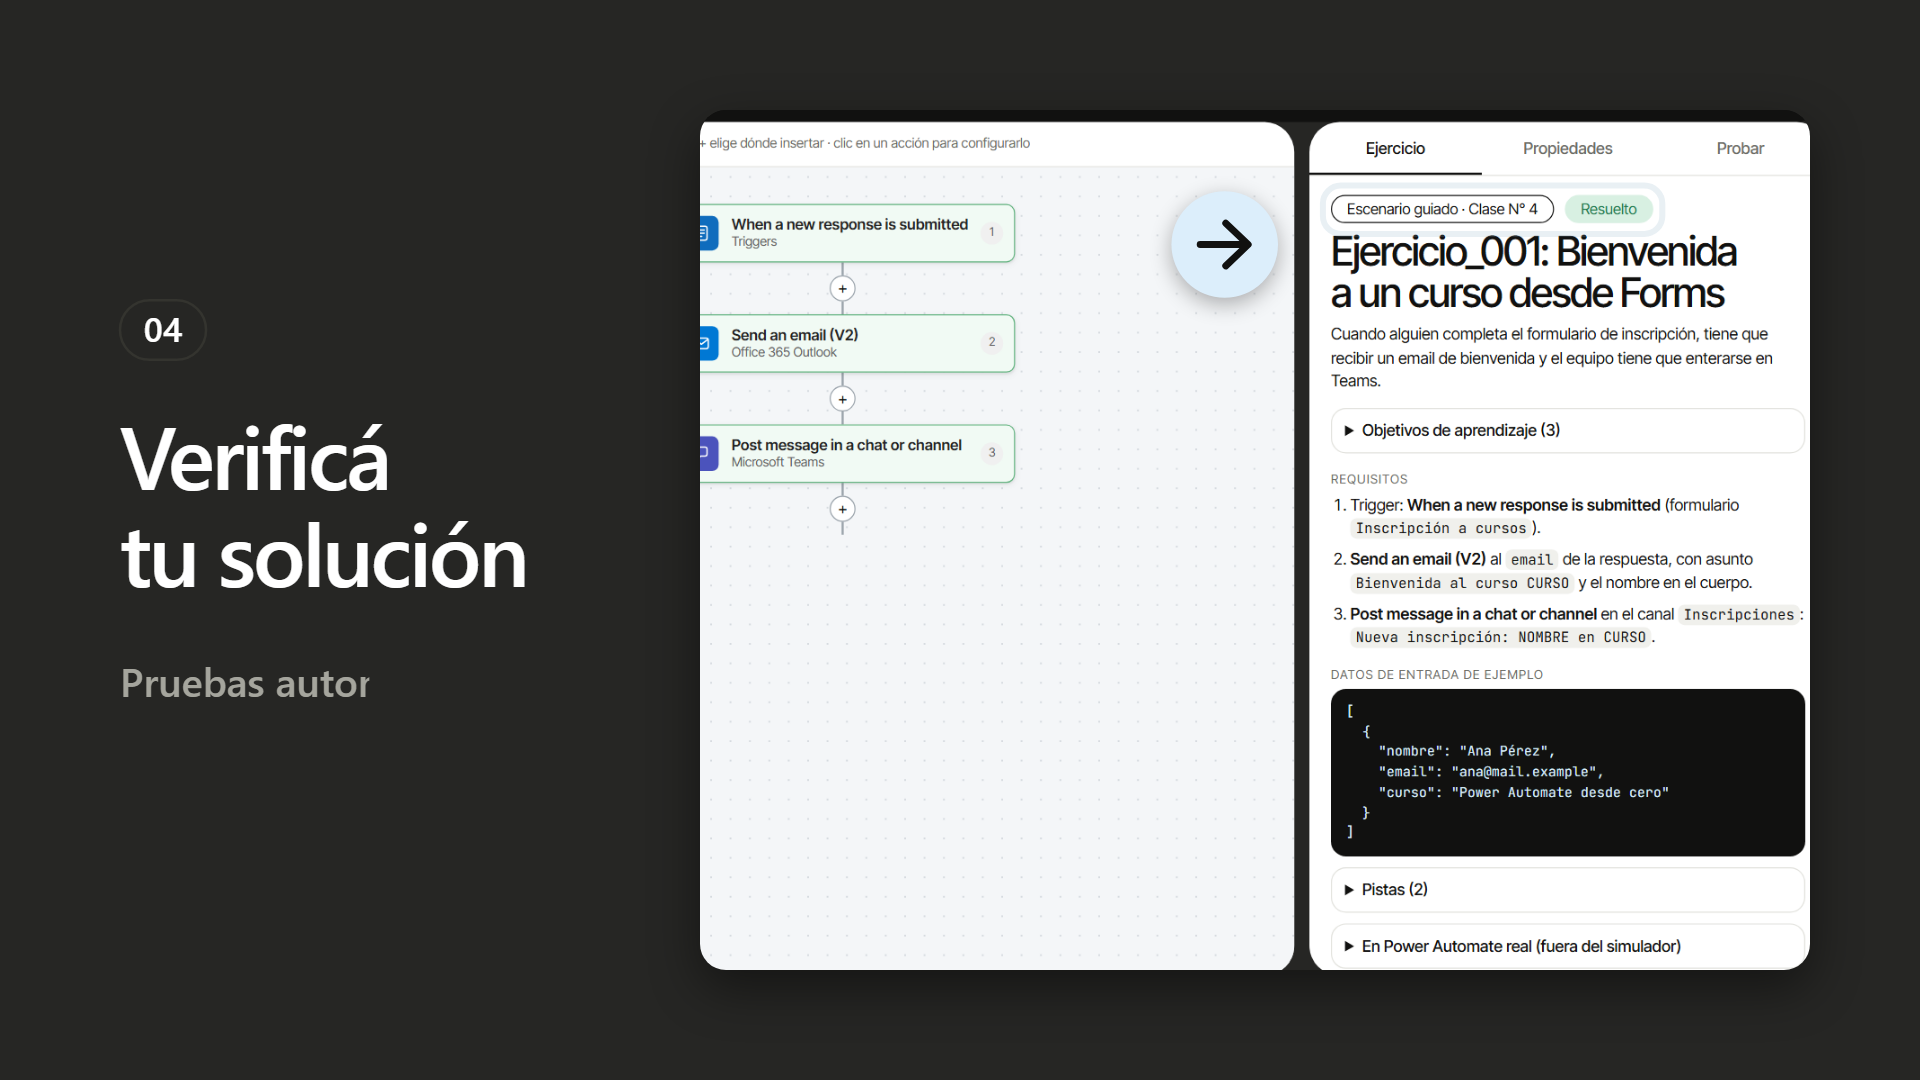 04
Verificá
tu solución
Pruebas
+ elige dónde insertar · clic en un acción para configurarlo
When a new response is submitted
Triggers
1
+
Send an email (V2)
Office 365 Outlook
2
+
Post message in a chat or channel
Microsoft Teams
3
+
Ejercicio Propiedades Probar
Escenario guiado · Clase N° 4 Resuelto
Ejercicio_001: Bienvenida
a un curso desde Forms
Cuando alguien completa el formulario de inscripción, tiene que
recibir un email de bienvenida y el equipo tiene que enterarse en
Teams.
Objetivos de aprendizaje (3)
REQUISITOS
1. Trigger: When a new response is submitted (formulario
Inscripción a cursos ).
2. Send an email (V2) al email de la respuesta, con asunto
Bienvenida al curso CURSO y el nombre en el cuerpo.
3. Post message in a chat or channel en el canal Inscripciones :
Nueva inscripción: NOMBRE en CURSO .
DATOS DE ENTRADA DE EJEMPLO
[
{
"nombre": "Ana Pérez",
"email": "ana@mail.example",
"curso": "Power Automate desde cero"
}
]
Pistas (2)
En Power Automate real (fuera del simulador)